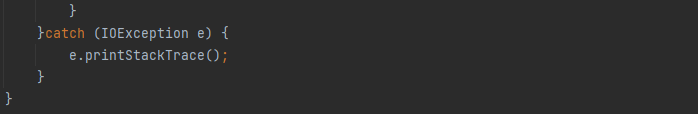 }
    }catch (IOException e) {
        e.printStackTrace();
    }
}